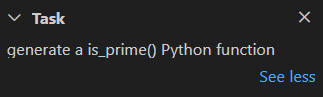 Task
generate a is_prime() Python function
See less